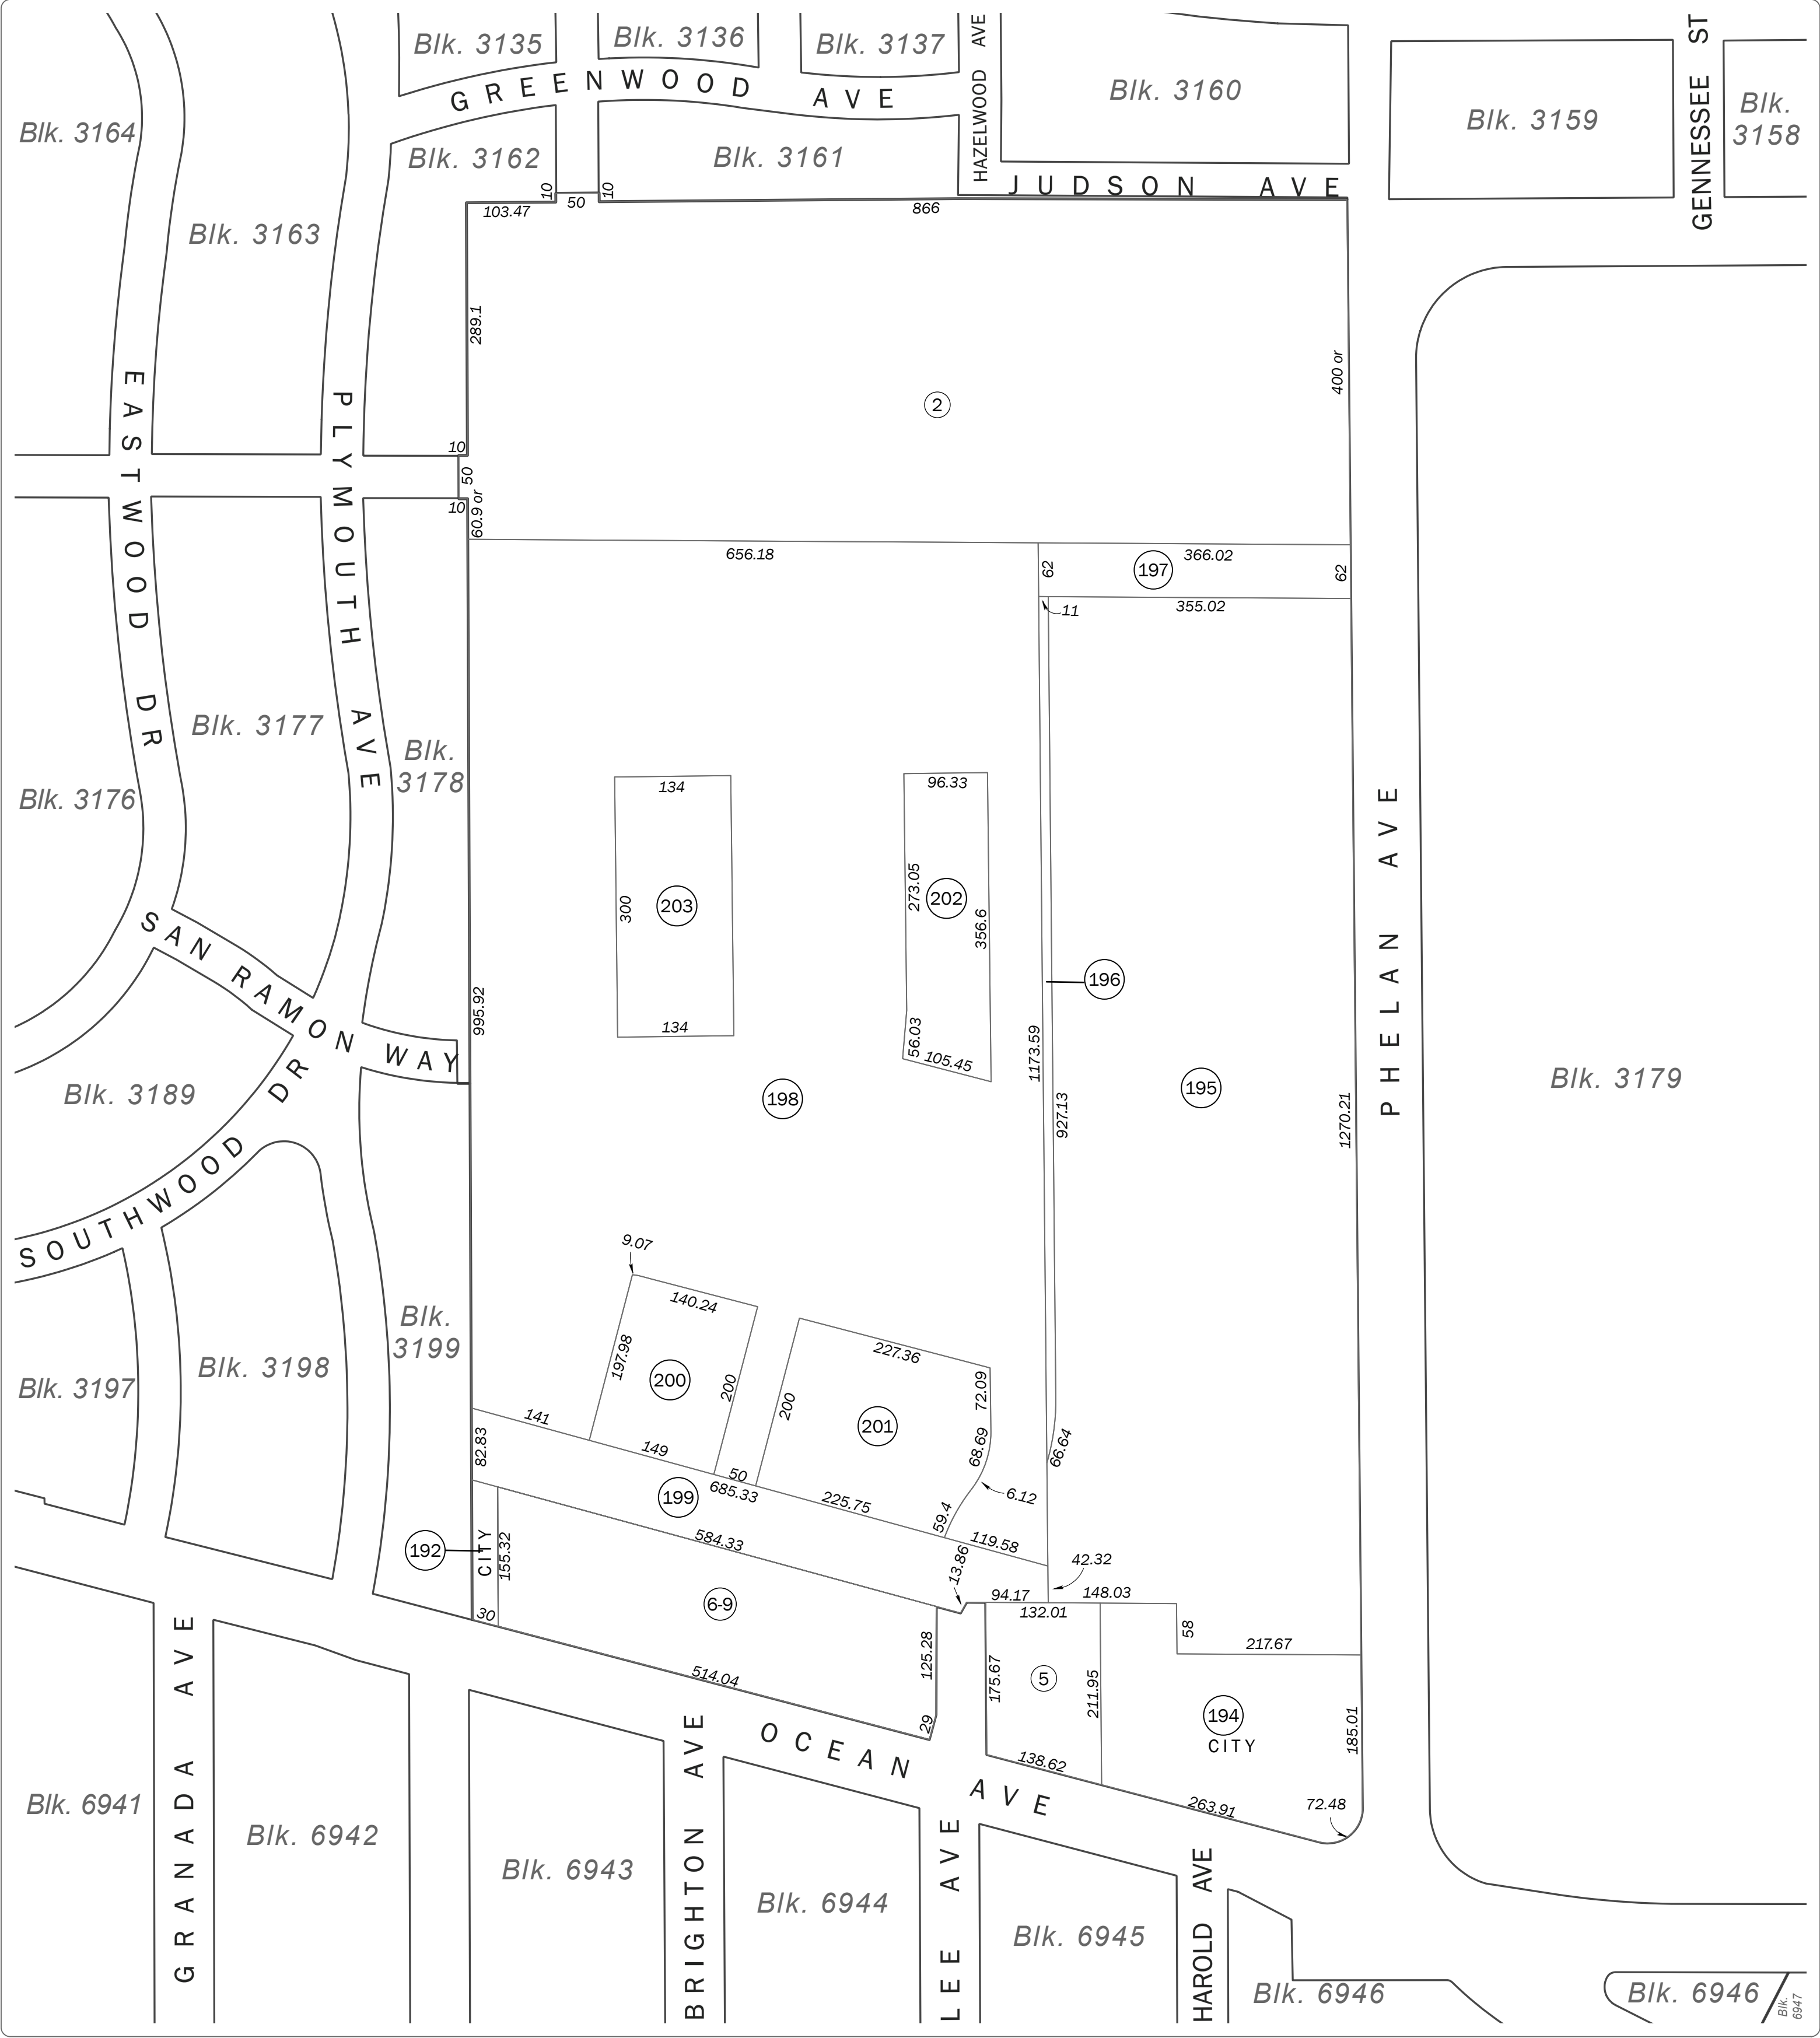 Blk. 3135
Blk. 3136
Blk. 3137
HAZELWOOD AVE
Blk. 3160
Blk. 3159
GENNESSEE ST
Blk.
3158
Blk. 3164
GREENWOOD AVE
Blk. 3162
Blk. 3161
JUDSON AVE
Blk. 3163
10
50
10
103.47
866
289.1
400 or
2
EASTWOOD DR
PLYMOUTH AVE
10
50
10
60.9 or
656.18
366.02
62
197
62
11
355.02
Blk. 3177
Blk.
3178
Blk. 3176
134
96.33
300
203
273.05
202
356.6
PHELAN AVE
SAN RAMON WAY
196
995.92
134
56.03
105.45
1173.59
927.13
195
1270.21
Blk. 3179
Blk. 3189
198
SOUTHWOOD DR
9.07
140.24
Blk.
3199
Blk. 3198
Blk. 3197
197.98
200
200
200
227.36
72.09
201
68.69
66.64
141
82.83
149
50
199
685.33
225.75
6.12
59.4
119.58
584.33
192
CITY
155.32
13.86
42.32
94.17
148.03
132.01
6-9
30
58
217.67
125.28
175.67
5
211.95
194
CITY
185.01
514.04
29
138.62
263.91
72.48
OCEAN AVE
GRANADA AVE
BRIGHTON AVE
LEE AVE
HAROLD AVE
Blk. 6941
Blk. 6942
Blk. 6943
Blk. 6944
Blk. 6945
Blk. 6946
Blk. 6946
Blk.
6947